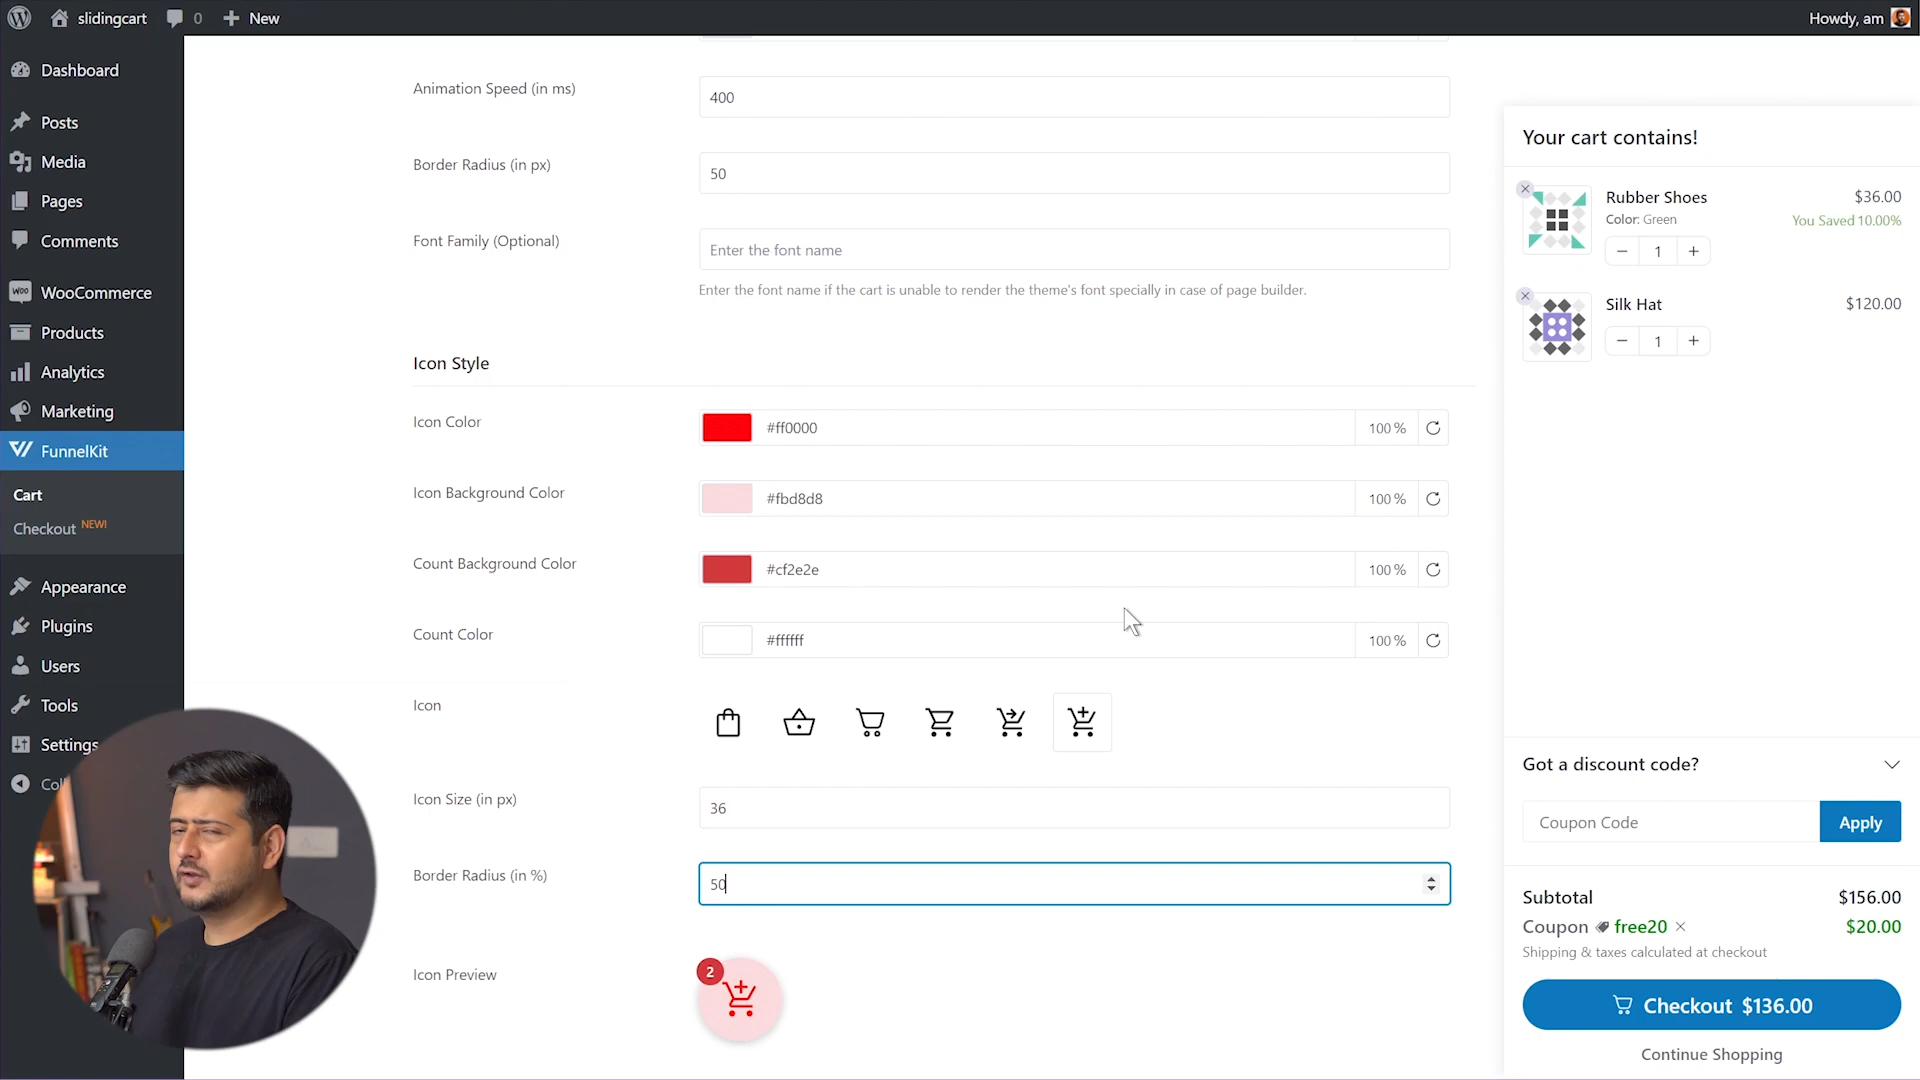 slidingcart
0
New
Howdy, am
Dashboard
Posts
Media
Pages
Comments
WOO
WooCommerce
Products
Analytics
Marketing
FunnelKit
Cart
Checkout NEW!
Appearance
Plugins
Users
Tools
Settings
Animation Speed (in ms)
400
Border Radius (in px)
50
Font Family (Optional)
Enter the font name
Enter the font name if the cart is unable to render the theme's font specially in case of page builder.
Icon Style
Icon Color
#ff0000
100 %
Icon Background Color
#fbd8d8
100 %
Count Background Color
#cf2e2e
100 %
Count Color
#ffffff
100 %
Icon
Icon Size (in px)
36
Border Radius (in %)
50
Icon Preview
2
Your cart contains!
Rubber Shoes
$36.00
Color: Green
You Saved 10.00%
− 1 +
Silk Hat
$120.00
− 1 +
Got a discount code?
Coupon Code
Apply
Subtotal
$156.00
Coupon free20
$20.00
Shipping & taxes calculated at checkout
Checkout $136.00
Continue Shopping